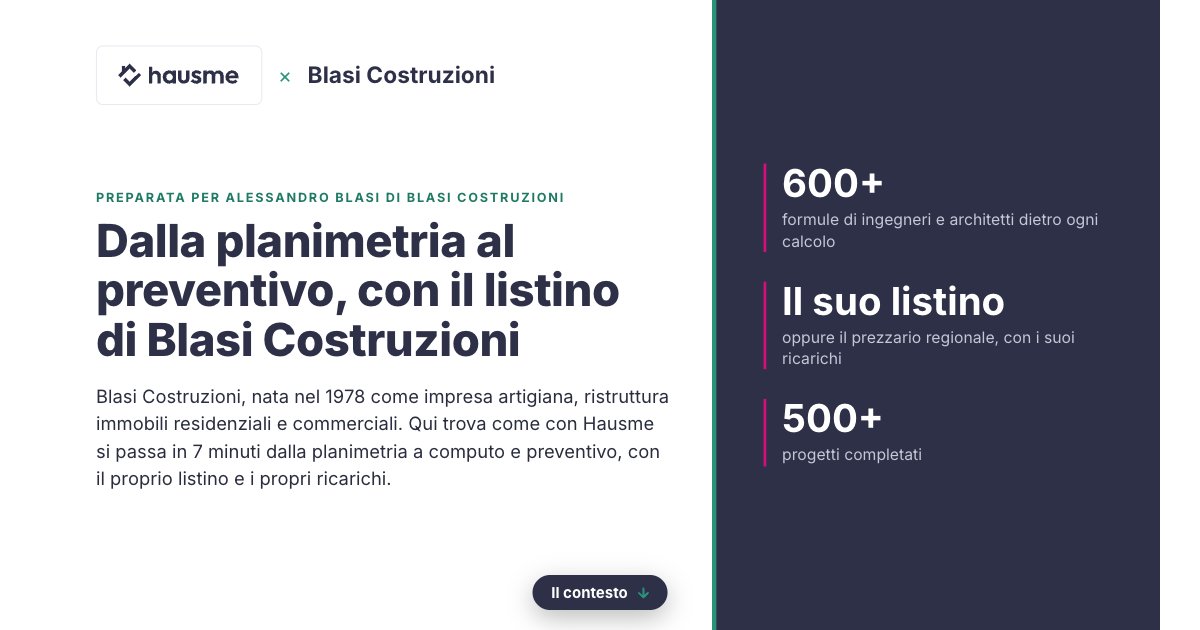 hausme × Blasi Costruzioni
PREPARATA PER ALESSANDRO BLASI DI BLASI COSTRUZIONI
Dalla planimetria al
preventivo, con il listino
di Blasi Costruzioni
Blasi Costruzioni, nata nel 1978 come impresa artigiana, ristruttura
immobili residenziali e commerciali. Qui trova come con Hausme
si passa in 7 minuti dalla planimetria a computo e preventivo, con
il proprio listino e i propri ricarichi.
Il contesto ↓
600+
formule di ingegneri e architetti dietro ogni
calcolo
Il suo listino
oppure il prezzario regionale, con i suoi
ricarichi
500+
progetti completati